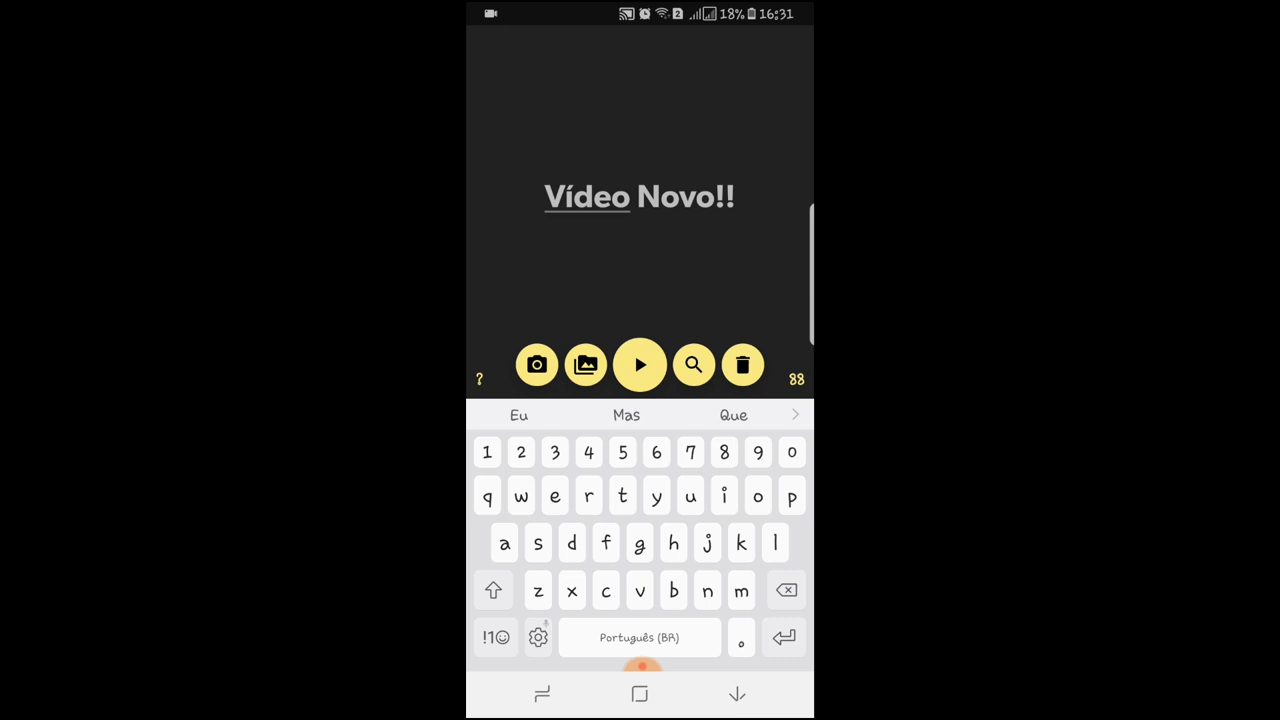 2 18% 16:31
Vídeo Novo!!
? 88
Eu Mas Que
1 2 3 4 5 6 7 8 9 0
q w e r t y u i o p
a s d f g h j k l
z x c v b n m
!1☺ Português (BR) .